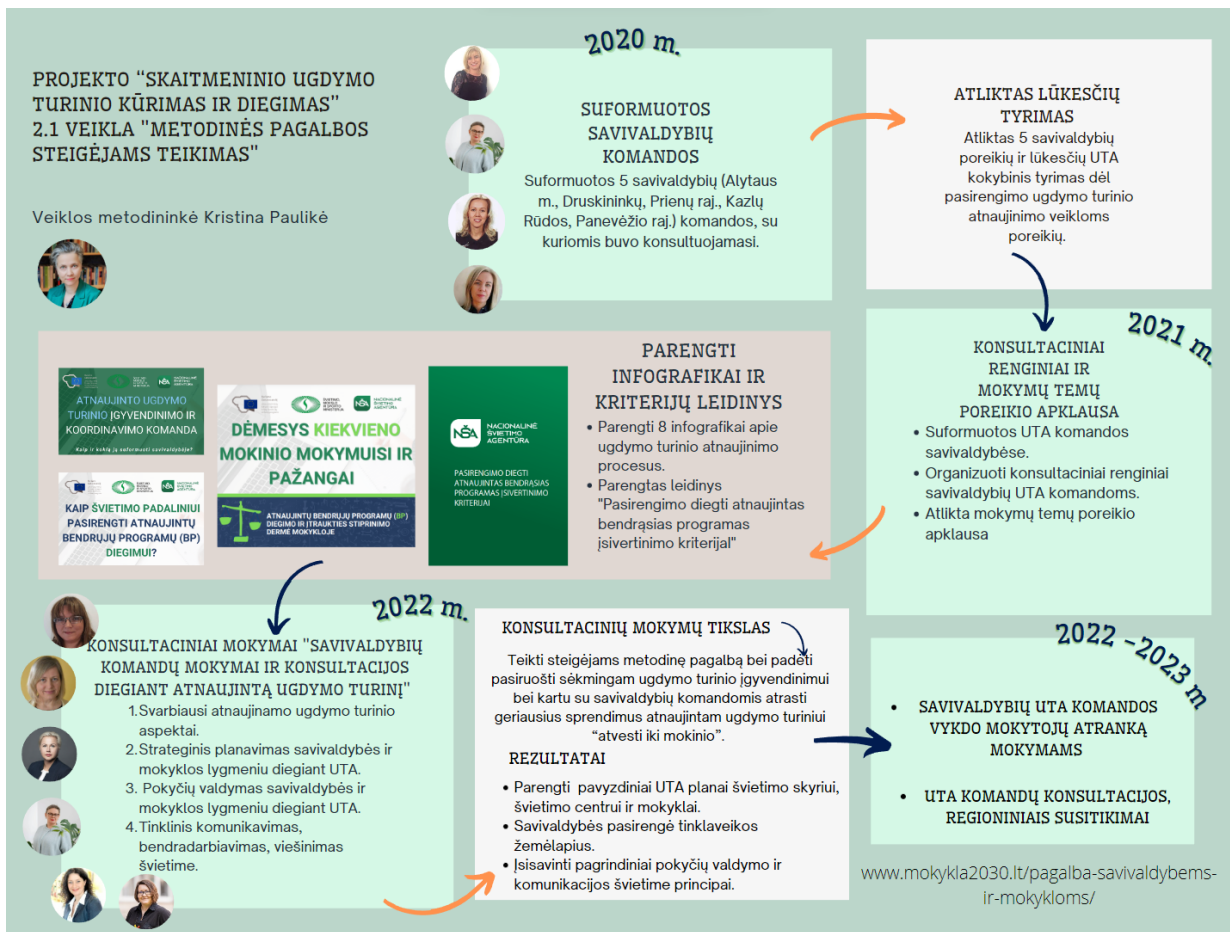 PROJEKTO "SKAITMENINIO UGDYMO
TURINIO KŪRIMAS IR DIEGIMAS"
2.1 VEIKLA "METODINĖS PAGALBOS
STEIGĖJAMS TEIKIMAS"
Veiklos metodininkė Kristina Paulikė
2020 m.
SUFORMUOTOS
SAVIVALDYBIŲ
KOMANDOS
Suformuotos 5 savivaldybių (Alytaus
m., Druskininkų, Prienų raj., Kazlų
Rūdos, Panevėžio raj.) komandos, su
kuriomis buvo konsultuojamasi.
ATLIKTAS LŪKESČIŲ
TYRIMAS
Atliktas 5 savivaldybių
poreikių ir lūkesčių UTA
kokybinis tyrimas dėl
pasirengimo ugdymo turinio
atnaujinimo veikloms
poreikių.
2021 m.
KONSULTACINIAI
RENGINIAI IR
MOKYMŲ TEMŲ
POREIKIO APKLAUSA
• Suformuotos UTA komandos
savivaldybėse.
• Organizuoti konsultaciniai renginiai
savivaldybių UTA komandoms.
• Atlikta mokymų temų poreikio
apklausa
ATNAUJINTO UGDYMO
TURINIO ĮGYVENDINIMO IR
KOORDINAVIMO KOMANDA
Kaip ir kokią ją suformuoti savivaldybėje?
KAIP ŠVIETIMO PADALINIUI
PASIRENGTI ATNAUJINTŲ
BENDRŲJŲ PROGRAMŲ (BP)
DIEGIMUI?
NŠA
NACIONALINĖ
ŠVIETIMO
AGENTŪRA
DĖMESYS KIEKVIENO
MOKINIO MOKYMUISI IR
PAŽANGAI
ATNAUJINTŲ BENDRŲJŲ PROGRAMŲ (BP)
DIEGIMO IR ĮTRAUKTIES STIPRINIMO
DERMĖ MOKYKLOJE
NŠA
NACIONALINĖ
ŠVIETIMO
AGENTŪRA
PASIRENGIMO DIEGTI
ATNAUJINTAS BENDRĄSIAS
PROGRAMAS ĮSIVERTINIMO
KRITERIJAI
PARENGTI
INFOGRAFIKAI IR
KRITERIJŲ LEIDINYS
• Parengti 8 infografikai apie
ugdymo turinio atnaujinimo
procesus.
• Parengtas leidinys
"Pasirengimo diegti atnaujintas
bendrąsias programas
įsivertinimo kriterijaI"
2022 m.
KONSULTACINIAI MOKYMAI "SAVIVALDYBIŲ
KOMANDŲ MOKYMAI IR KONSULTACIJOS
DIEGIANT ATNAUJINTĄ UGDYMO TURINĮ"
1.Svarbiausi atnaujinamo ugdymo turinio
aspektai.
2.Strateginis planavimas savivaldybės ir
mokyklos lygmeniu diegiant UTA.
3. Pokyčių valdymas savivaldybės ir
mokyklos lygmeniu diegiant UTA.
4.Tinklinis komunikavimas,
bendradarbiavimas, viešinimas
švietime.
KONSULTACINIŲ MOKYMŲ TIKSLAS
Teikti steigėjams metodinę pagalbą bei padėti
pasiruošti sėkmingam ugdymo turinio įgyvendinimui
bei kartu su savivaldybių komandomis atrasti
geriausius sprendimus atnaujintam ugdymo turiniui
“atvesti iki mokinio”.
REZULTATAI
• Parengti pavyzdiniai UTA planai švietimo skyriui,
švietimo centrui ir mokyklai.
• Savivaldybės pasirengė tinklaveikos
žemėlapius.
• Įsisavinti pagrindiniai pokyčių valdymo ir
komunikacijos švietime principai.
2022 -2023 m
• SAVIVALDYBIŲ UTA KOMANDOS
VYKDO MOKYTOJŲ ATRANKĄ
MOKYMAMS
• UTA KOMANDŲ KONSULTACIJOS,
REGIONINIAIS SUSITIKIMAI
www.mokykla2030.lt/pagalba-savivaldybems-
ir-mokykloms/